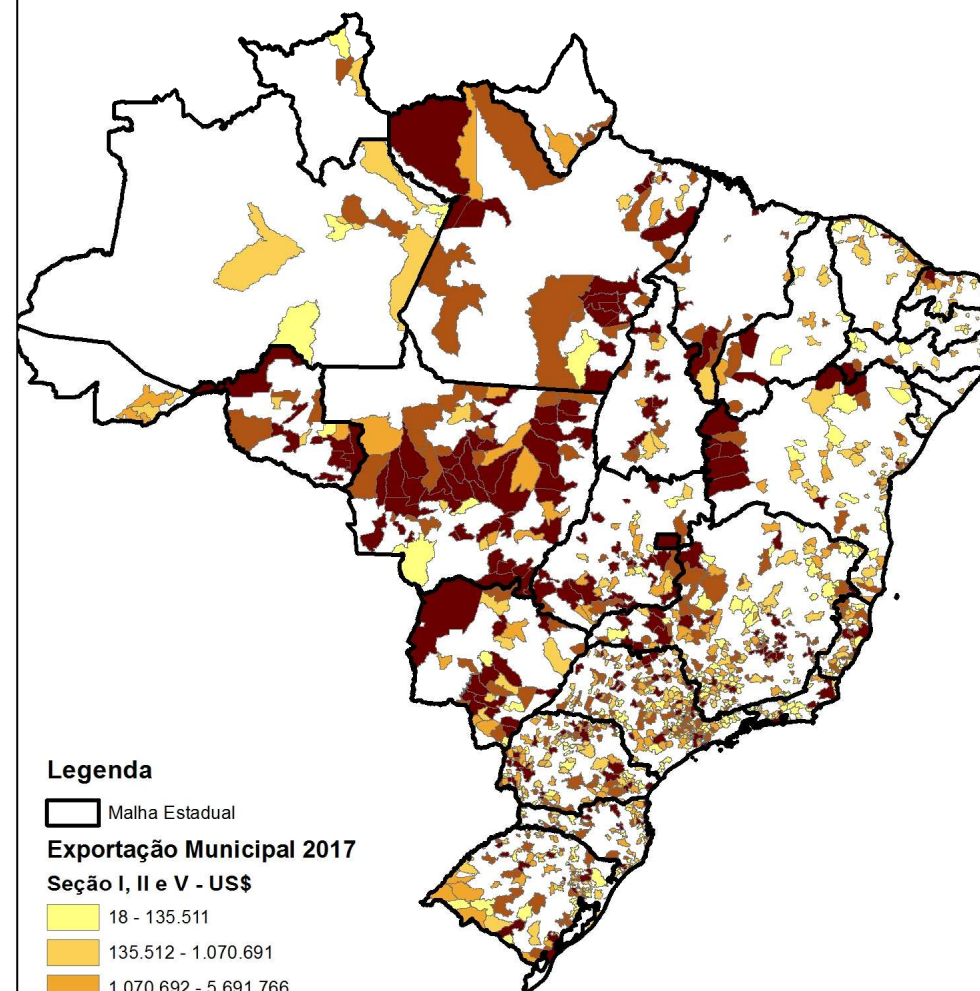 Legenda
Malha Estadual
Exportação Municipal 2017
Seção I, II e V - US$
18 - 135.511
135.512 - 1.070.691
1.070.692 - 5.691.766